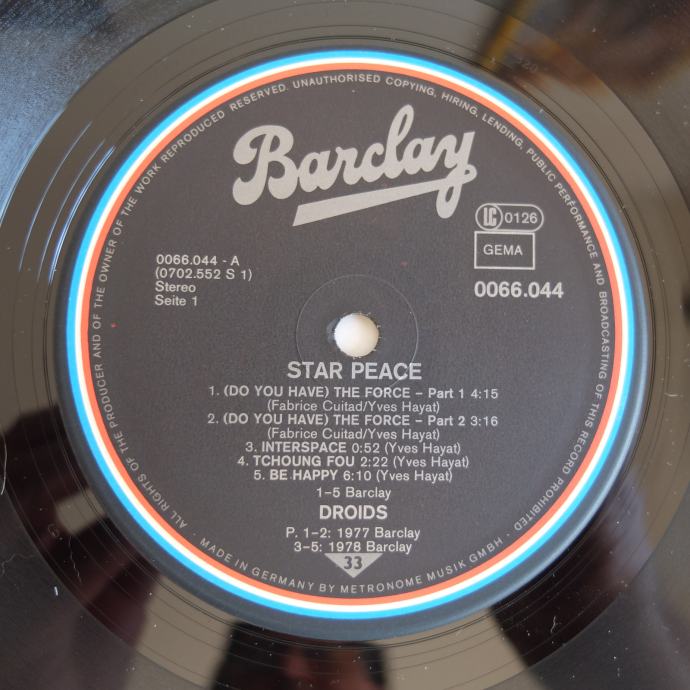 ALL RIGHTS OF THE PRODUCER AND OF THE OWNER OF THE WORK REPRODUCED RESERVED. UNAUTHORISED COPYING, HIRING, LENDING, PUBLIC PERFORMANCE AND BROADCASTING OF THIS RECORD PROHIBITED ·
Barclay
LC 0126
GEMA
0066.044
0066.044 - A
(0702.552 S 1)
Stereo
Seite 1
STAR PEACE
1. (DO YOU HAVE) THE FORCE – Part 1 4:15
(Fabrice Cuitad/Yves Hayat)
2. (DO YOU HAVE) THE FORCE – Part 2 3:16
(Fabrice Cuitad/Yves Hayat)
3. INTERSPACE 0:52 (Yves Hayat)
4. TCHOUNG FOU 2:22 (Yves Hayat)
5. BE HAPPY 6:10 (Yves Hayat)
1–5 Barclay
DROIDS
P. 1–2: 1977 Barclay
3–5: 1978 Barclay
33
MADE IN GERMANY BY METRONOME MUSIK GMBH ·